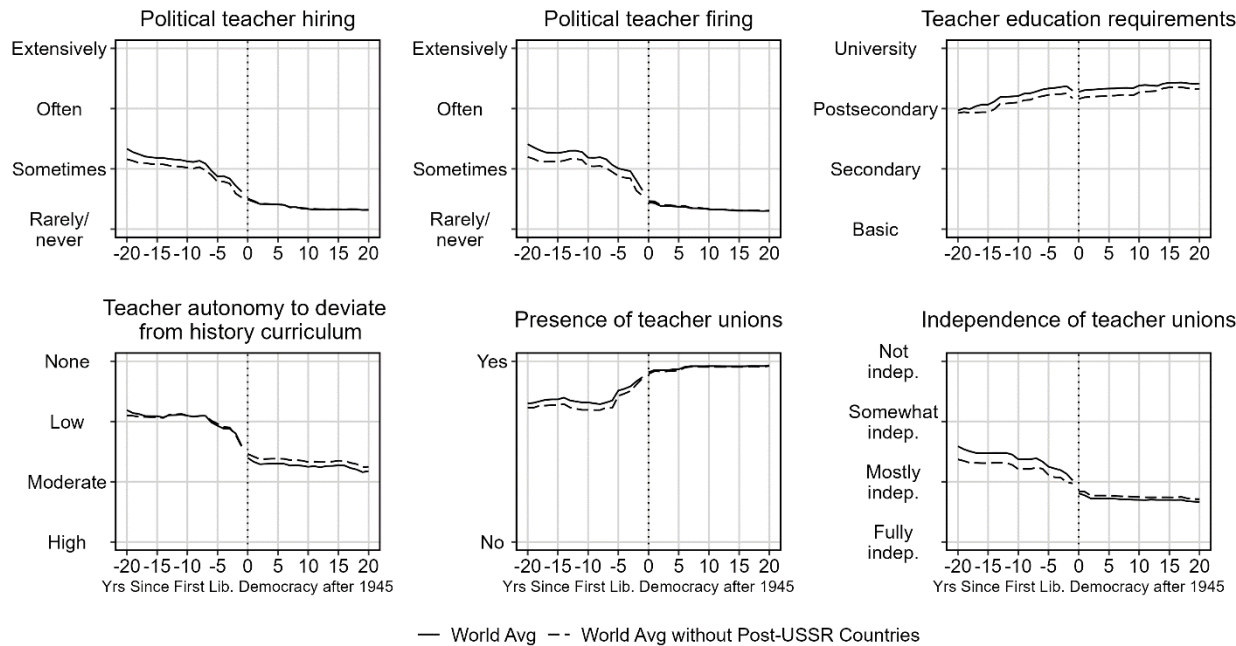 Political teacher hiring
Extensively
Often
Sometimes
Rarely/
never
-20 -15 -10 -5 0 5 10 15 20
Political teacher firing
Extensively
Often
Sometimes
Rarely/
never
-20 -15 -10 -5 0 5 10 15 20
Teacher education requirements
University
Postsecondary
Secondary
Basic
-20 -15 -10 -5 0 5 10 15 20
Teacher autonomy to deviate
from history curriculum
None
Low
Moderate
High
-20 -15 -10 -5 0 5 10 15 20
Yrs Since First Lib. Democracy after 1945
Presence of teacher unions
Yes
No
-20 -15 -10 -5 0 5 10 15 20
Yrs Since First Lib. Democracy after 1945
Independence of teacher unions
Not
indep.
Somewhat
indep.
Mostly
indep.
Fully
indep.
-20 -15 -10 -5 0 5 10 15 20
Yrs Since First Lib. Democracy after 1945
World Avg World Avg without Post-USSR Countries